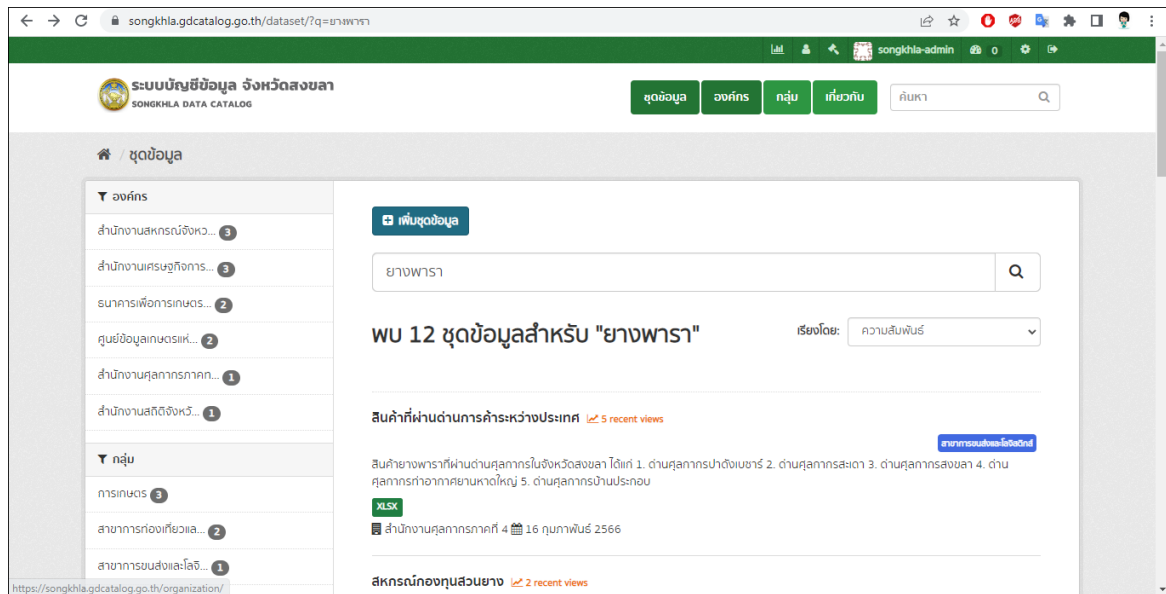 songkhla.gdcatalog.go.th/dataset/?q=ยางพารา
songkhla-admin 0
ระบบบัญชีข้อมูล จังหวัดสงขลา
SONGKHLA DATA CATALOG
ชุดข้อมูล องค์กร กลุ่ม เกี่ยวกับ ค้นหา
/ ชุดข้อมูล
องค์กร
สำนักงานสหกรณ์จังหว... 3
สำนักงานเศรษฐกิจการ... 3
ธนาคารเพื่อการเกษตร... 2
ศูนย์ข้อมูลเกษตรแห่... 2
สำนักงานศุลกากรภาคท... 1
สำนักงานสถิติจังหวั... 1
กลุ่ม
การเกษตร 3
สาขาการท่องเที่ยวแล... 2
สาขาการขนส่งและโลจิ... 1
เพิ่มชุดข้อมูล
ยางพารา
พบ 12 ชุดข้อมูลสำหรับ "ยางพารา"
เรียงโดย: ความสัมพันธ์
สินค้าที่ผ่านด่านการค้าระหว่างประเทศ 5 recent views
สาขาการขนส่งและโลจิสติกส์
สินค้ายางพาราที่ผ่านด่านศุลกากรในจังหวัดสงขลา ได้แก่ 1. ด่านศุลกากรปาดังเบซาร์ 2. ด่านศุลกากรสะเดา 3. ด่านศุลกากรสงขลา 4. ด่าน
ศุลกากรท่าอากาศยานหาดใหญ่ 5. ด่านศุลกากรบ้านประกอบ
XLSX
สำนักงานศุลกากรภาคที่ 4 16 กุมภาพันธ์ 2566
สหกรณ์กองทุนสวนยาง 2 recent views
https://songkhla.gdcatalog.go.th/organization/